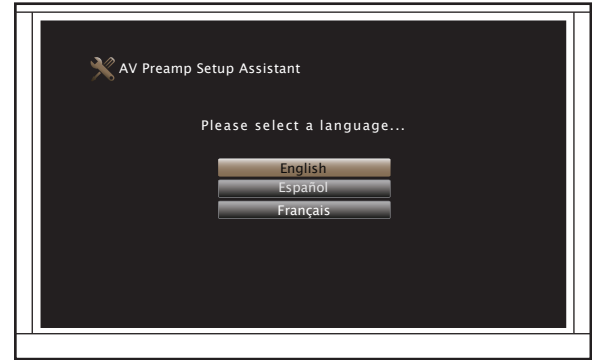 AV Preamp Setup Assistant
Please select a language...
English
Español
Français